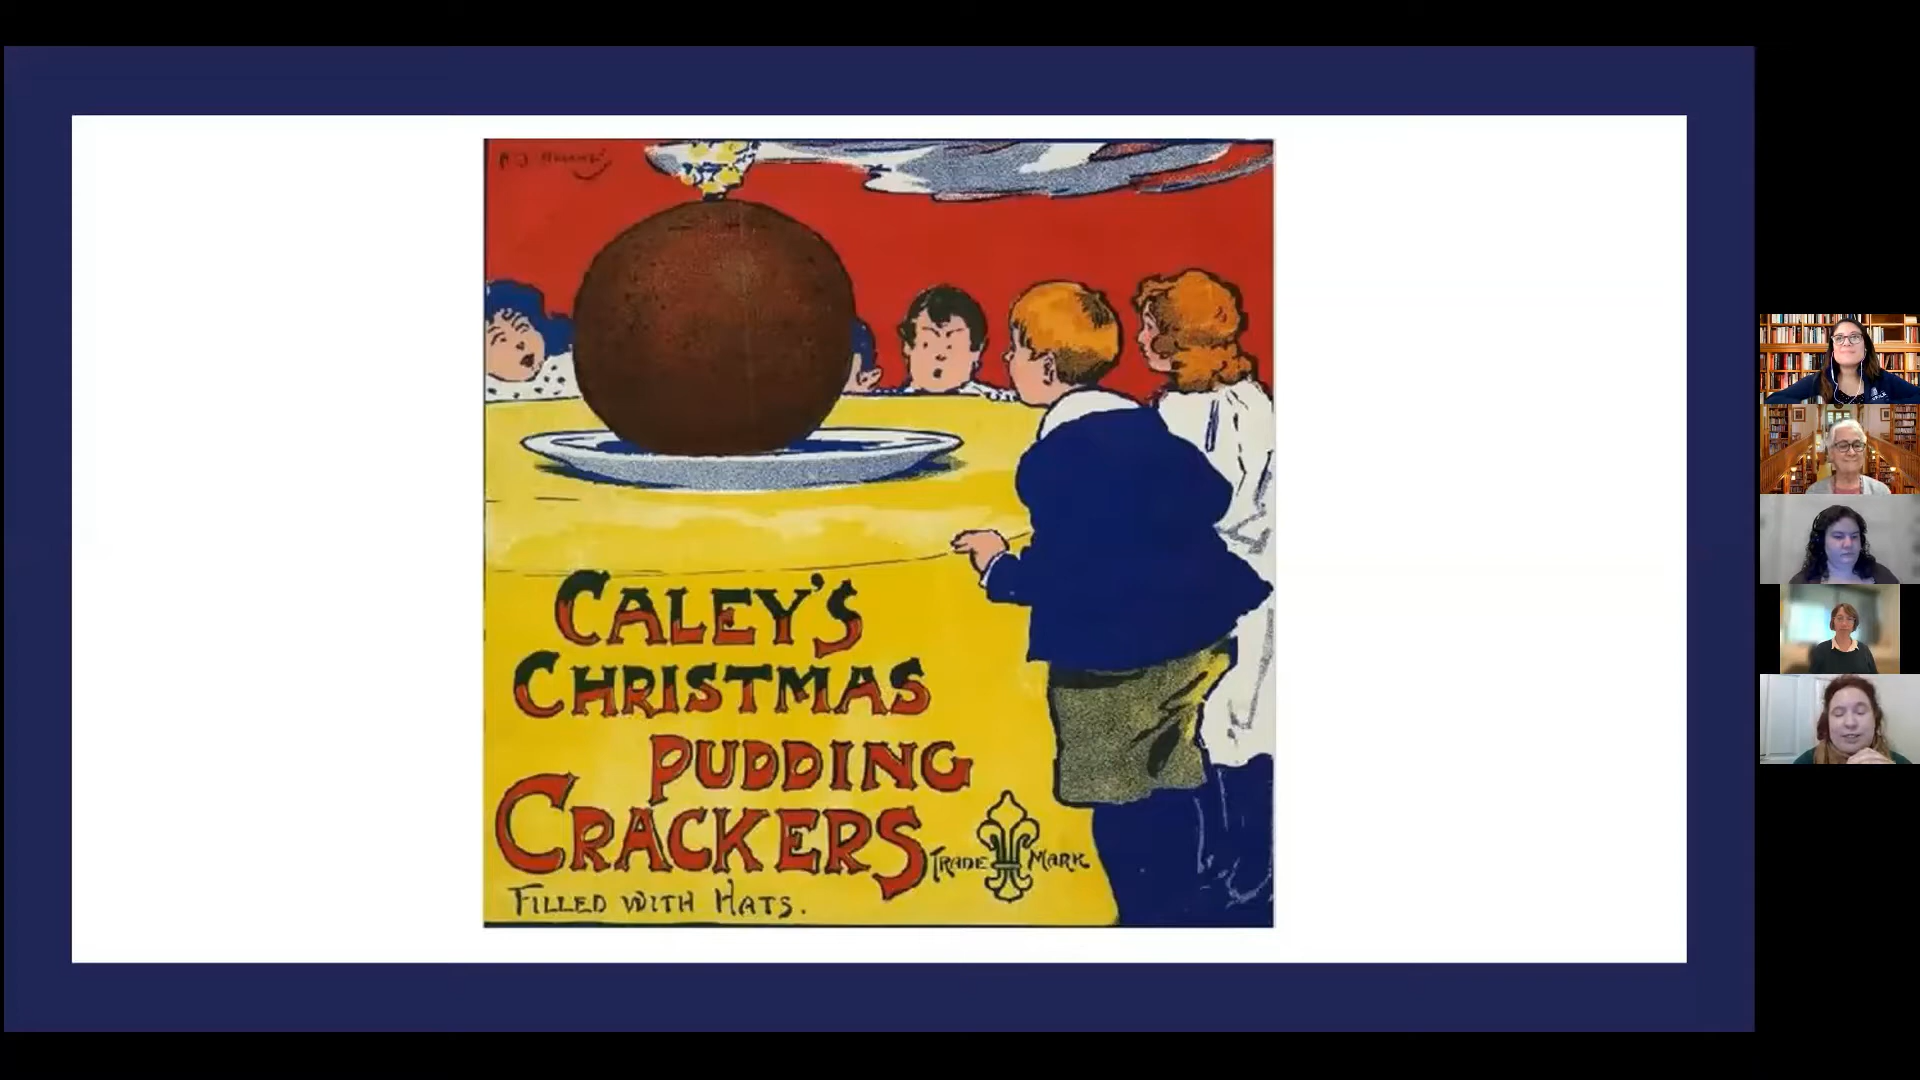 CALEY'S
CHRISTMAS
PUDDING
CRACKERS
TRADE MARK
FILLED WITH HATS.